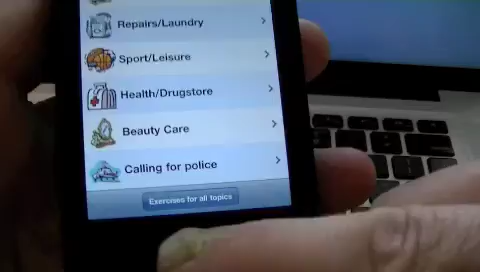 Repairs/Laundry
Sport/Leisure
Health/Drugstore
Beauty Care
Calling for police
Exercises for all topics